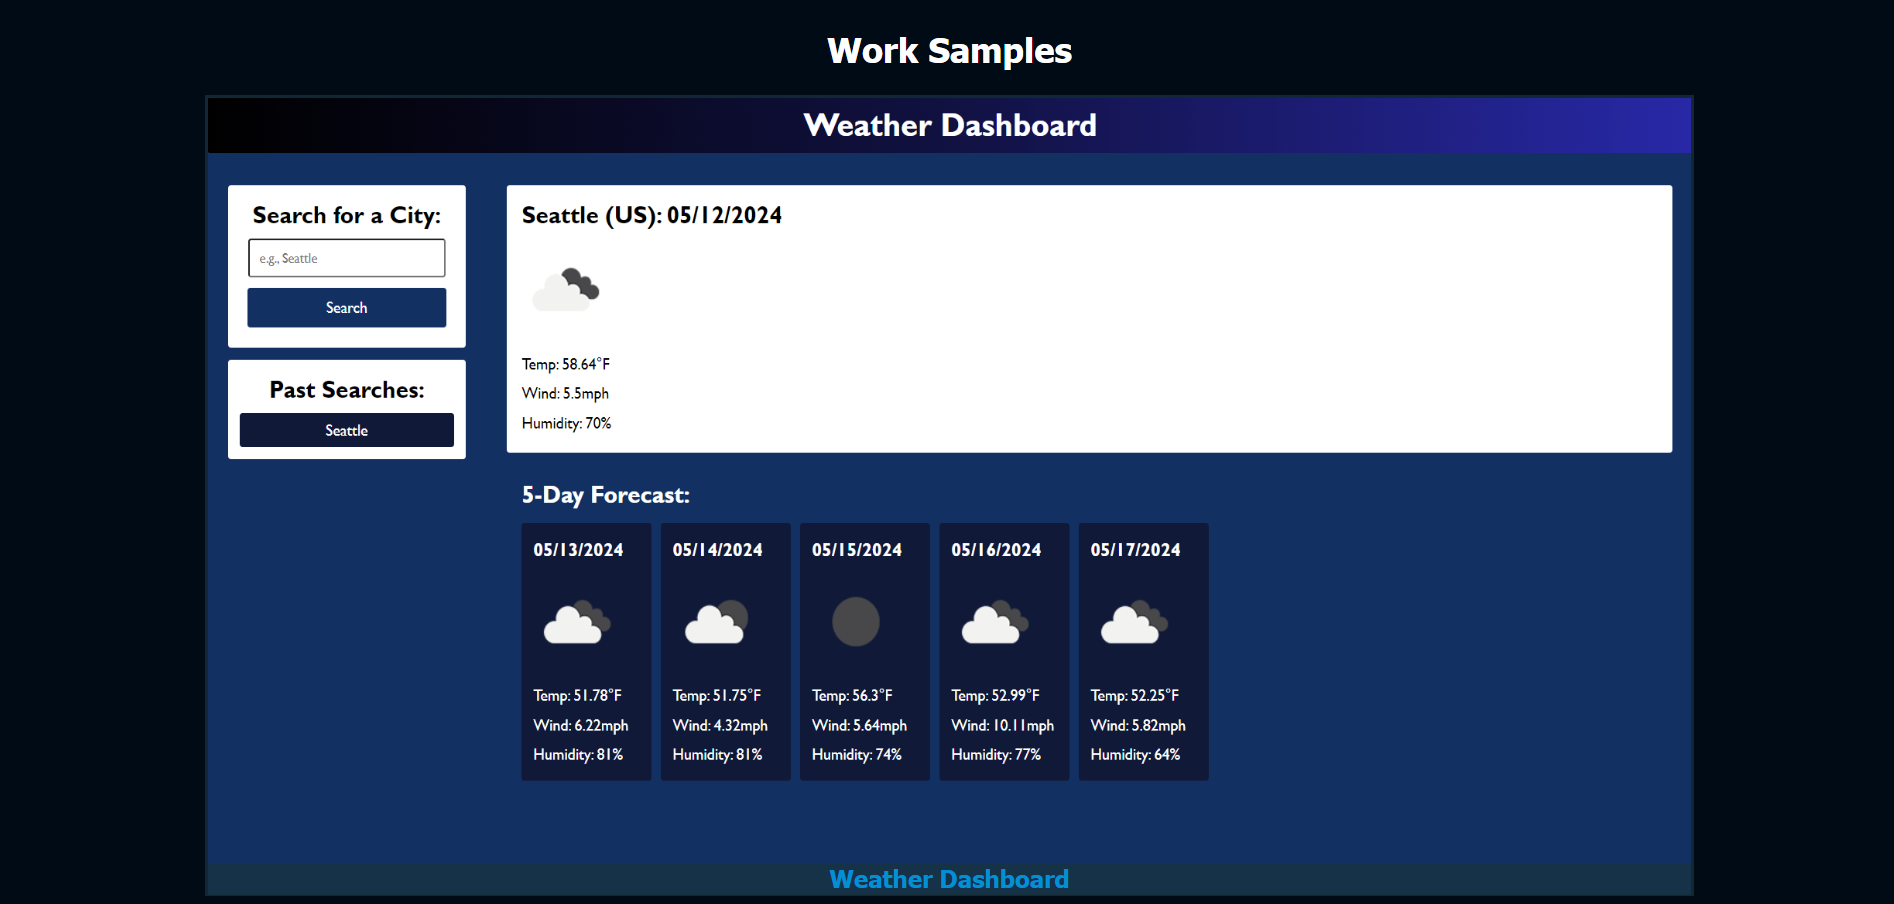 Work Samples
Weather Dashboard
Search for a City:
e.g., Seattle
Search
Past Searches:
Seattle
Seattle (US): 05/12/2024
Temp: 58.64°F
Wind: 5.5mph
Humidity: 70%
5-Day Forecast:
05/13/2024
Temp: 51.78°F
Wind: 6.22mph
Humidity: 81%
05/14/2024
Temp: 51.75°F
Wind: 4.32mph
Humidity: 81%
05/15/2024
Temp: 56.3°F
Wind: 5.64mph
Humidity: 74%
05/16/2024
Temp: 52.99°F
Wind: 10.11mph
Humidity: 77%
05/17/2024
Temp: 52.25°F
Wind: 5.82mph
Humidity: 64%
Weather Dashboard